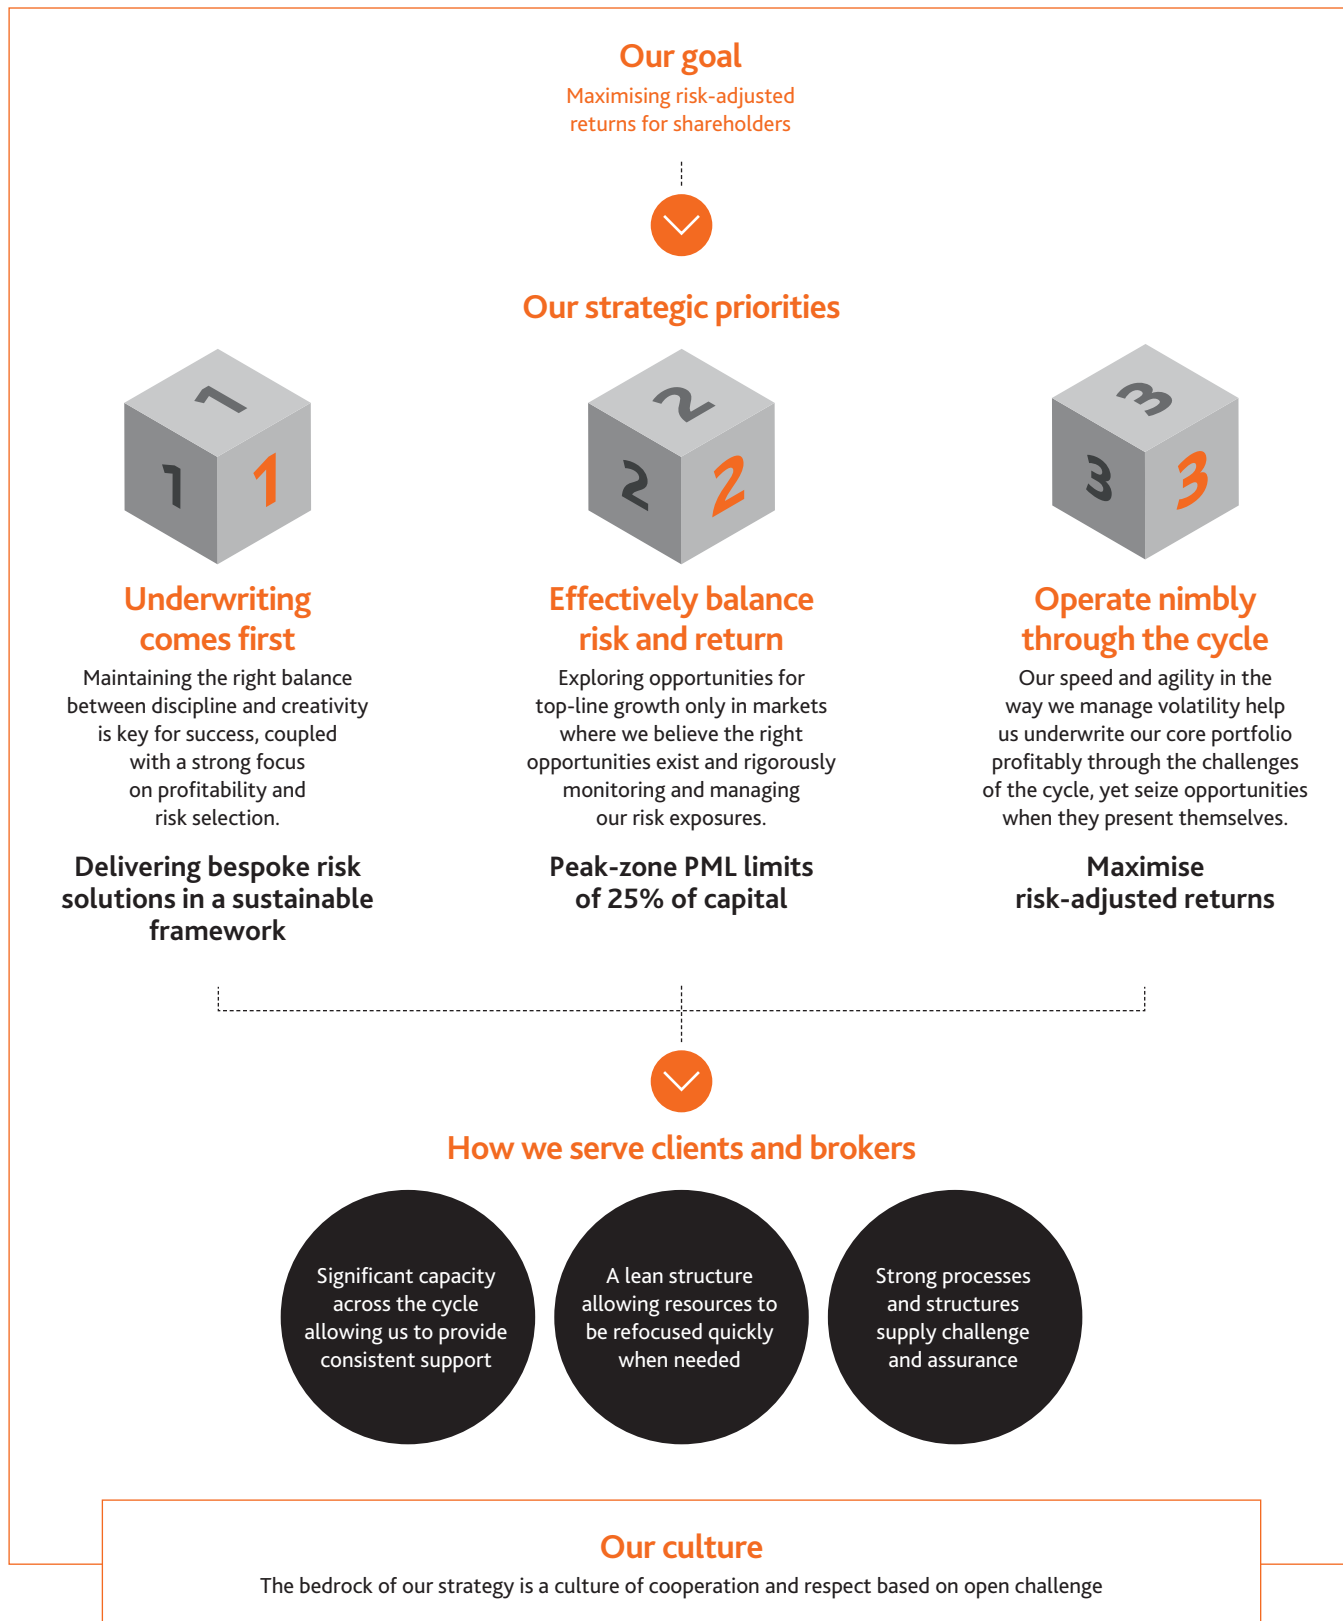 Our goal
Maximising risk-adjusted
returns for shareholders
Our strategic priorities
1
1
1
2
2
2
3
3
3
Underwriting
comes first
Maintaining the right balance
between discipline and creativity
is key for success, coupled
with a strong focus
on profitability and
risk selection.
Delivering bespoke risk
solutions in a sustainable
framework
Effectively balance
risk and return
Exploring opportunities for
top-line growth only in markets
where we believe the right
opportunities exist and rigorously
monitoring and managing
our risk exposures.
Peak-zone PML limits
of 25% of capital
Operate nimbly
through the cycle
Our speed and agility in the
way we manage volatility help
us underwrite our core portfolio
profitably through the challenges
of the cycle, yet seize opportunities
when they present themselves.
Maximise
risk-adjusted returns
How we serve clients and brokers
Significant capacity
across the cycle
allowing us to provide
consistent support
A lean structure
allowing resources to
be refocused quickly
when needed
Strong processes
and structures
supply challenge
and assurance
Our culture
The bedrock of our strategy is a culture of cooperation and respect based on open challenge